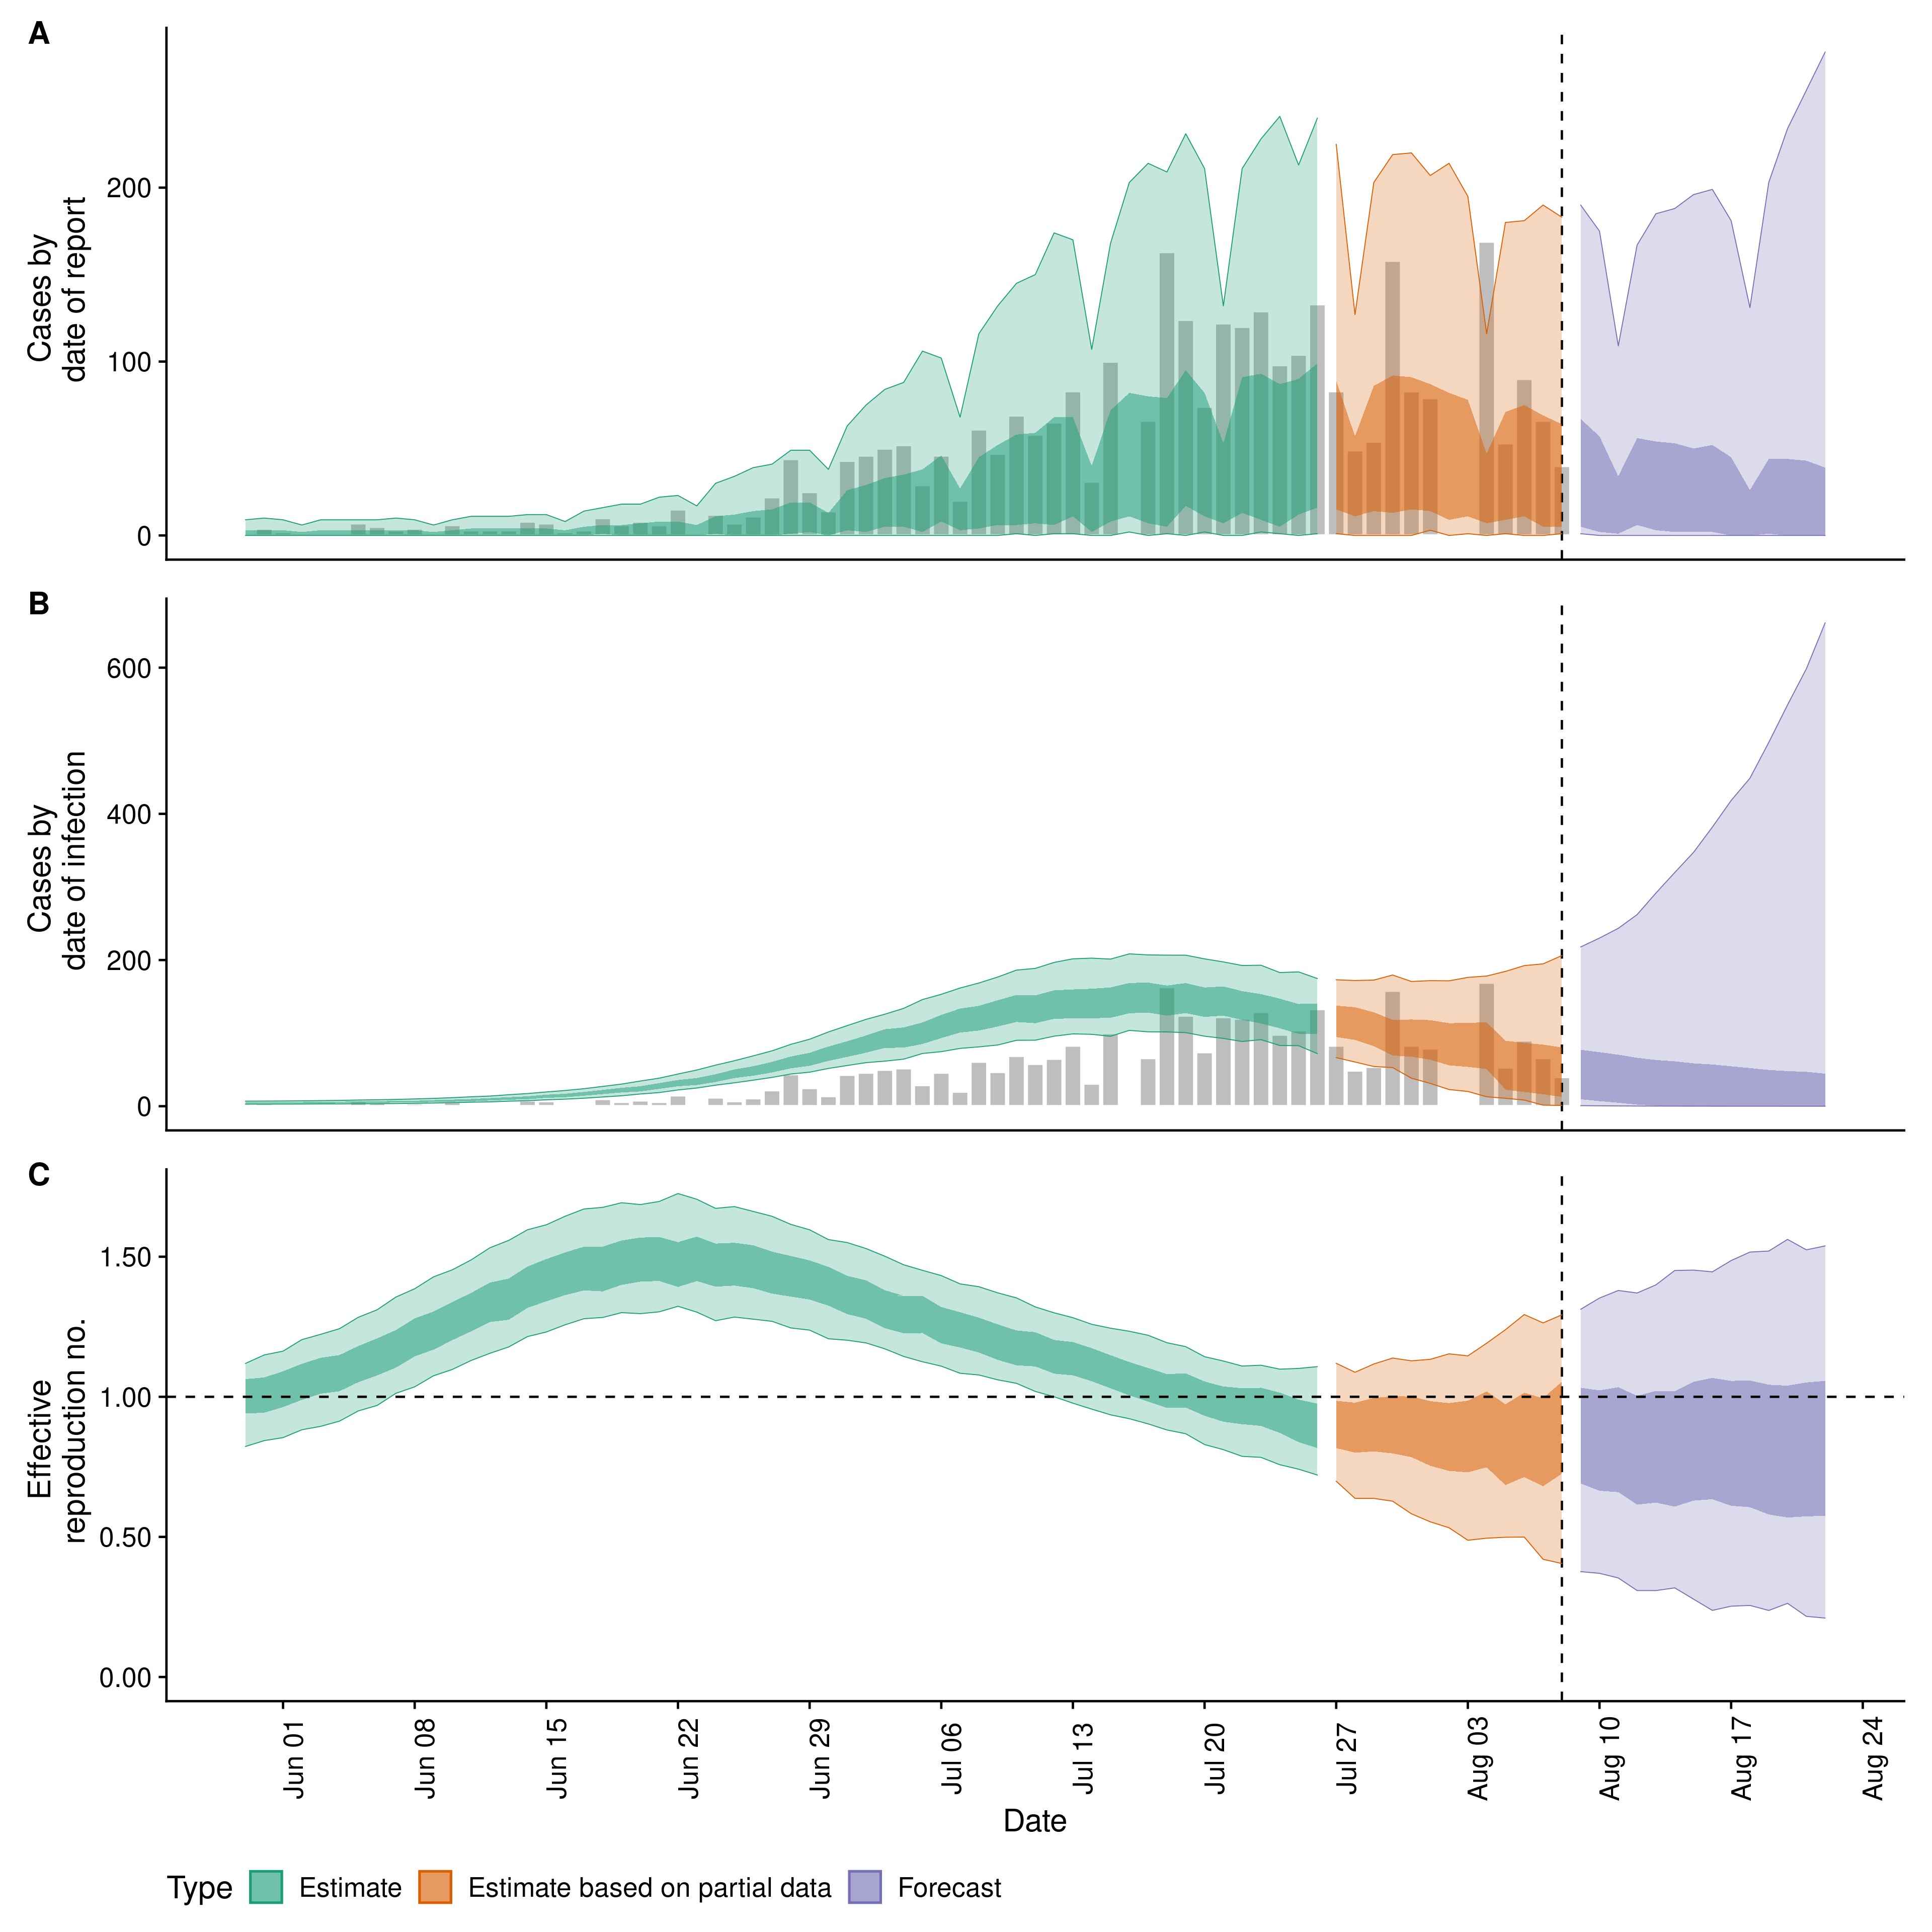 A
Cases by
date of report
200
100
0
B
Cases by
date of infection
600
400
200
0
C
Effective
reproduction no.
1.50
1.00
0.50
0.00
Jun 01
Jun 08
Jun 15
Jun 22
Jun 29
Jul 06
Jul 13
Jul 20
Jul 27
Aug 03
Aug 10
Aug 17
Aug 24
Date
Type Estimate Estimate based on partial data Forecast